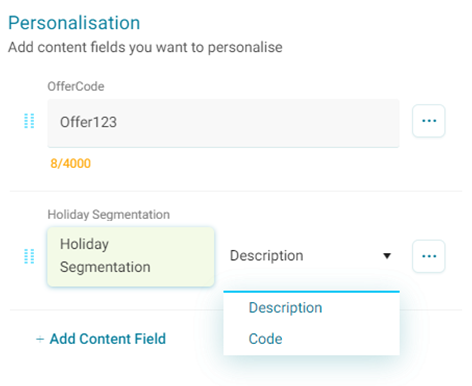 Personalisation
Add content fields you want to personalise
OfferCode
Offer123
8/4000
Holiday Segmentation
Holiday
Segmentation
Description
Description
Code
+ Add Content Field